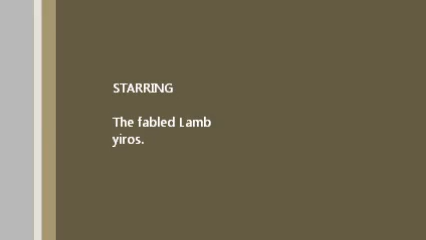 STARRING
The fabled Lamb
yiros.